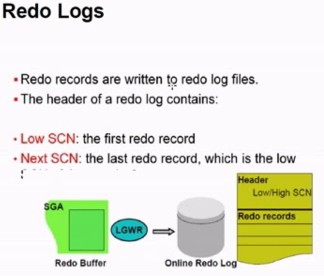 Redo Logs
• Redo records are written to redo log files.
• The header of a redo log contains:
• Low SCN: the first redo record
• Next SCN: the last redo record, which is the low
Header
Low/High SCN
SGA
Redo records
LGWR
Redo Buffer
Online Redo Log